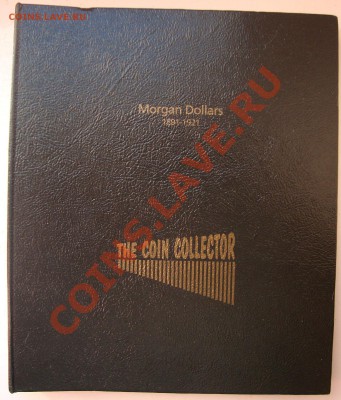 COINS.LAVE.RU
Morgan Dollars
1891-1921
THE COIN COLLECTOR
COINS.LAVE.RU